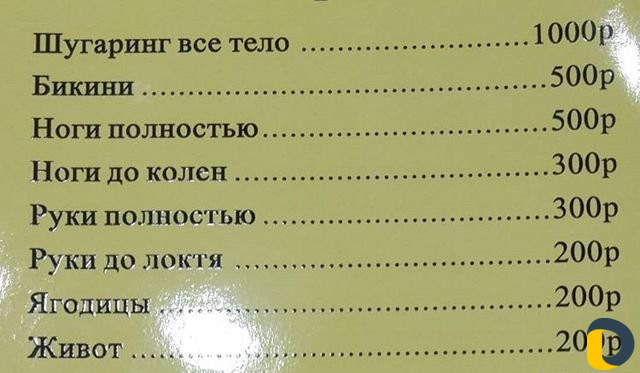 Шугаринг все тело ..........................1000р
Бикини ...............................................500р
Ноги полностью.................................500р
Ноги до колен ....................................300р
Руки полностью.................................300р
Руки до локтя ....................................200р
Ягодицы .............................................200р
Живот .................................................200р